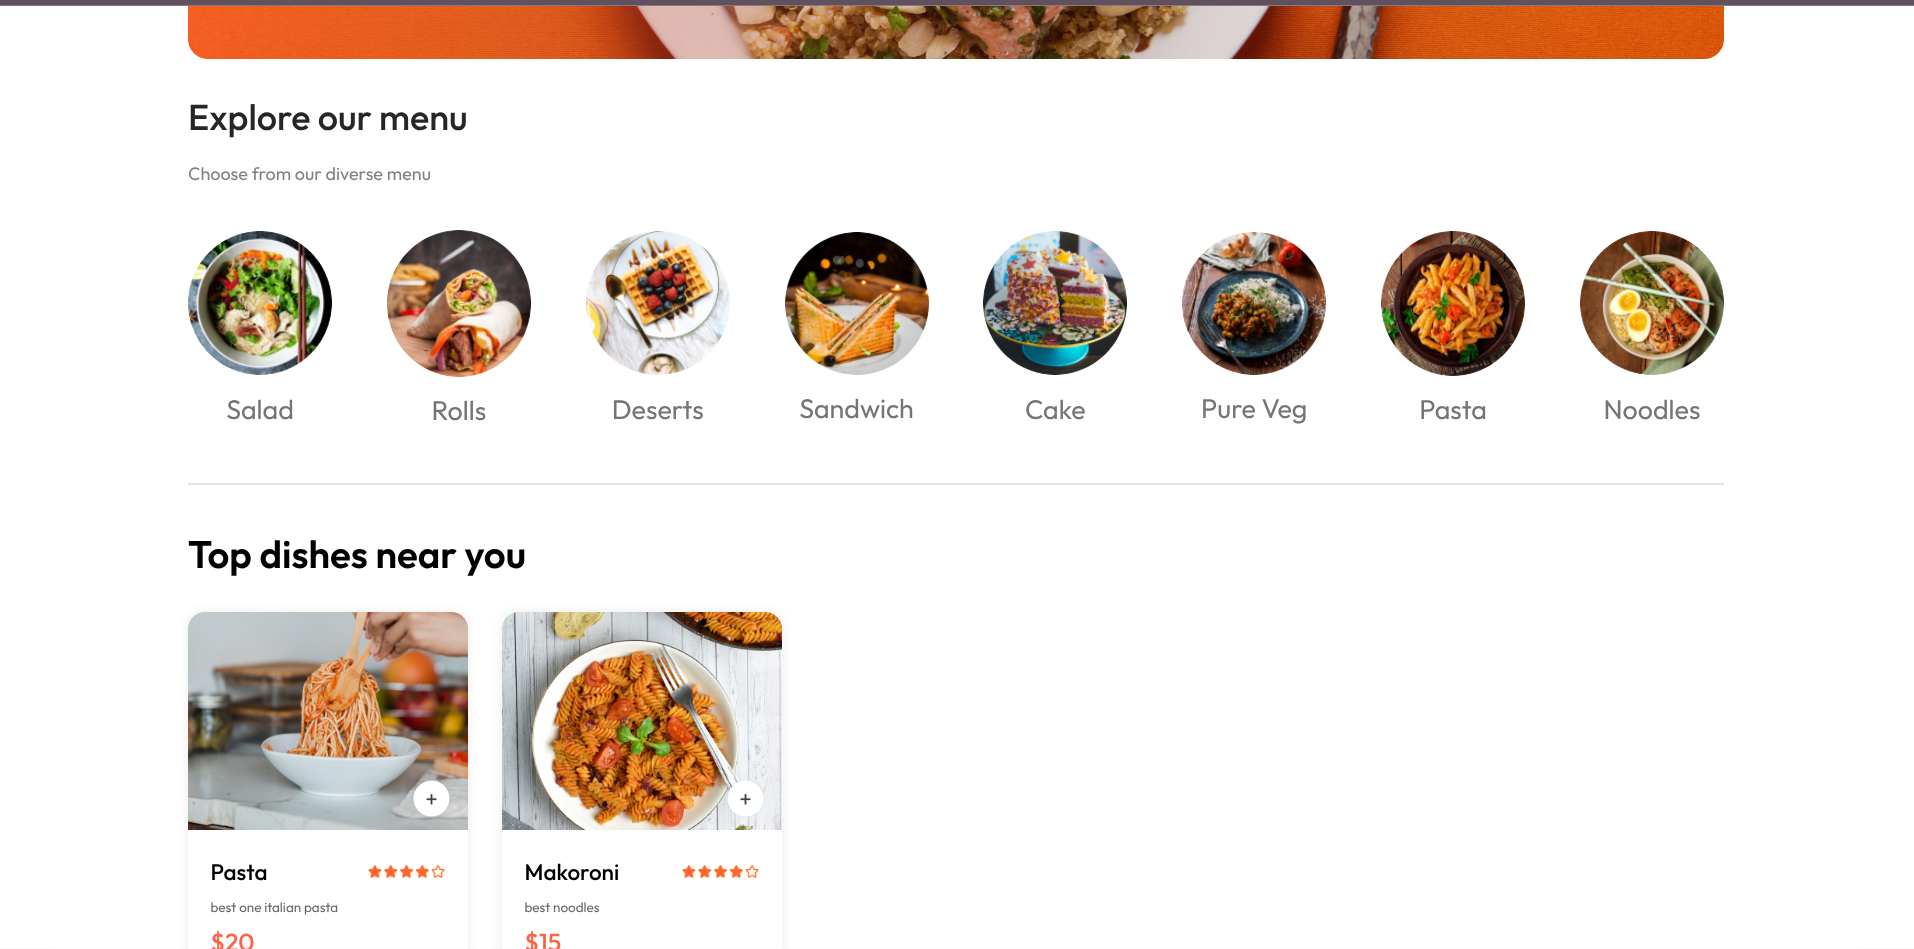 Explore our menu
Choose from our diverse menu
Salad
Rolls
Deserts
Sandwich
Cake
Pure Veg
Pasta
Noodles
Top dishes near you
Pasta
best one italian pasta
$20
Makoroni
best noodles
$15